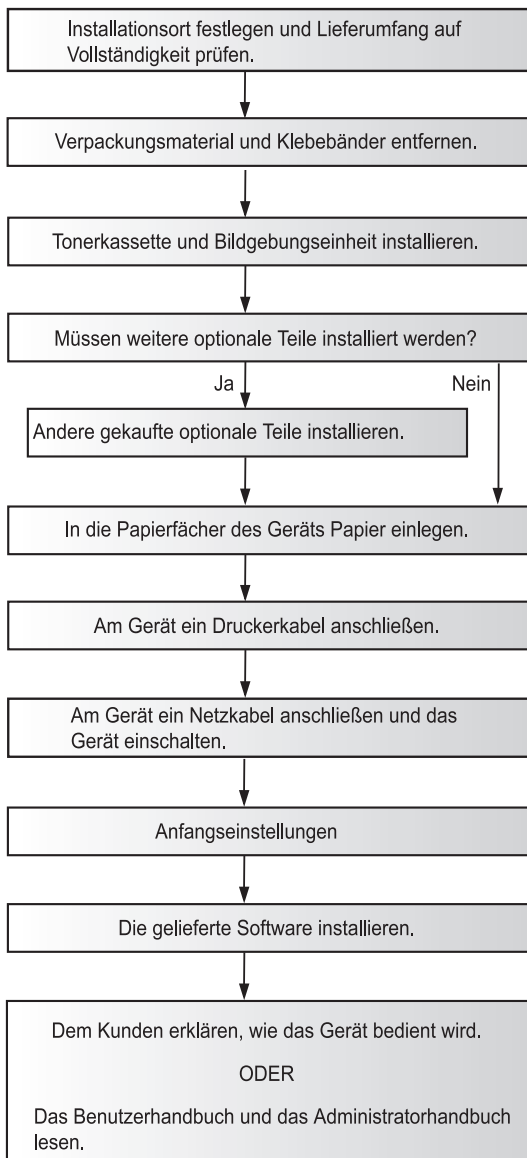 Installationsort festlegen und Lieferumfang auf
Vollständigkeit prüfen.
Verpackungsmaterial und Klebebänder entfernen.
Tonerkassette und Bildgebungseinheit installieren.
Müssen weitere optionale Teile installiert werden?
Ja
Nein
Andere gekaufte optionale Teile installieren.
In die Papierfächer des Geräts Papier einlegen.
Am Gerät ein Druckerkabel anschließen.
Am Gerät ein Netzkabel anschließen und das
Gerät einschalten.
Anfangseinstellungen
Die gelieferte Software installieren.
Dem Kunden erklären, wie das Gerät bedient wird.
ODER
Das Benutzerhandbuch und das Administratorhandbuch
lesen.